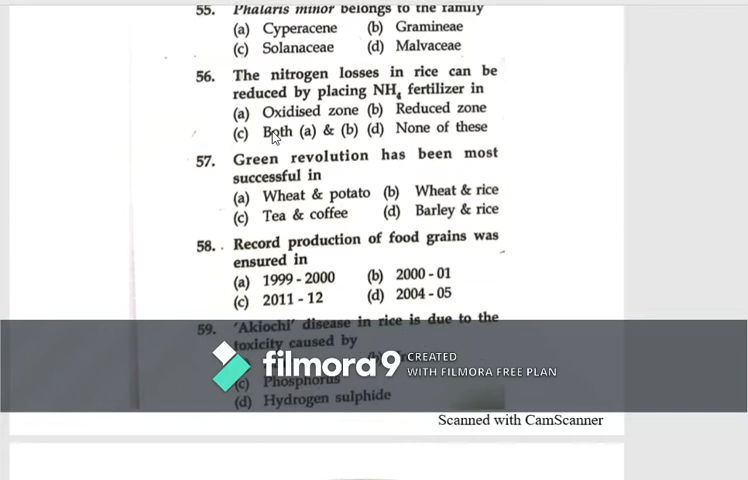 55. Phalaris minor belongs to the family
(a) Cyperacene (b) Gramineae
(c) Solanaceae (d) Malvaceae
56. The nitrogen losses in rice can be
reduced by placing NH4 fertilizer in
(a) Oxidised zone (b) Reduced zone
(c) Both (a) & (b) (d) None of these
57. Green revolution has been most
successful in
(a) Wheat & potato (b) Wheat & rice
(c) Tea & coffee (d) Barley & rice
58. Record production of food grains was
ensured in
(a) 1999 - 2000 (b) 2000 - 01
(c) 2011 - 12 (d) 2004 - 05
59. 'Akiochi' disease in rice is due to the
toxicity caused by
(c) Phosphorus
(d) Hydrogen sulphide
filmora9 CREATED
WITH FILMORA FREE PLAN
Scanned with CamScanner